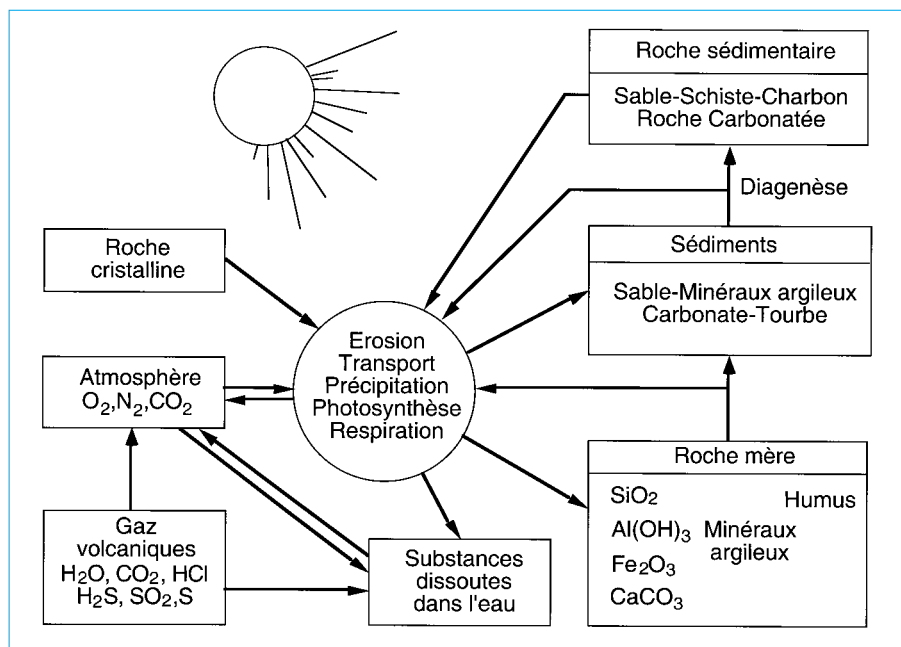 Roche sédimentaire
Sable-Schiste-Charbon
Roche Carbonatée
Diagenèse
Roche
cristalline
Sédiments
Sable-Minéraux argileux
Carbonate-Tourbe
Erosion
Transport
Précipitation
Photosynthèse
Respiration
Atmosphère
O2,N2,CO2
Roche mère
SiO2 Humus
Al(OH)3 Minéraux
argileux
Fe2O3
CaCO3
Gaz
volcaniques
H2O, CO2, HCl
H2S, SO2,S
Substances
dissoutes
dans l'eau